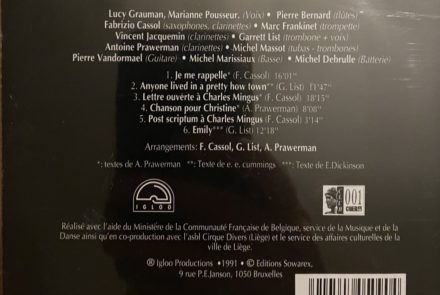 Lucy Grauman, Marianne Pousseur. (Voix) • Pierre Bernard (flûtes)
Fabrizio Cassol (saxophones, clarinettes) • Marc Frankinet (trompette)
Vincent Jacquemin (clarinettes) • Garrett List (trombone + voix)
Antoine Prawerman (clarinettes) • Michel Massot (tubas - trombones)
Pierre Vandormael (Guitare) • Michel Marissiaux (Basse) • Michel Debrulle (Batterie)
1. Je me rappelle* (F. Cassol) 16'01"
2. Anyone lived in a pretty how town** (G. List) 11'47"
3. Lettre ouverte à Charles Mingus (F. Cassol) 18'15"
4. Chanson pour Christine* (A. Prawerman) 8'08"
5. Post scriptum à Charles Mingus (F. Cassol) 3'14"
6. Emily*** (G. List) 12'18"
Arrangements: F. Cassol, G. List, A. Prawerman
*: textes de A. Prawerman **: Texte de e. e. cummings ***: Texte de E.Dickinson
IGLOO
001
Réalisé avec l'aide du Ministère de la Communauté Française de Belgique, service de la Musique et de la
Danse ainsi qu'en co-production avec l'asbl Cirque Divers (Liège) et le service des affaires culturelles de la
ville de Liège.
℗ Igloo Productions •1991 • © Editions Sowarex,
9 rue P.E.Janson, 1050 Bruxelles